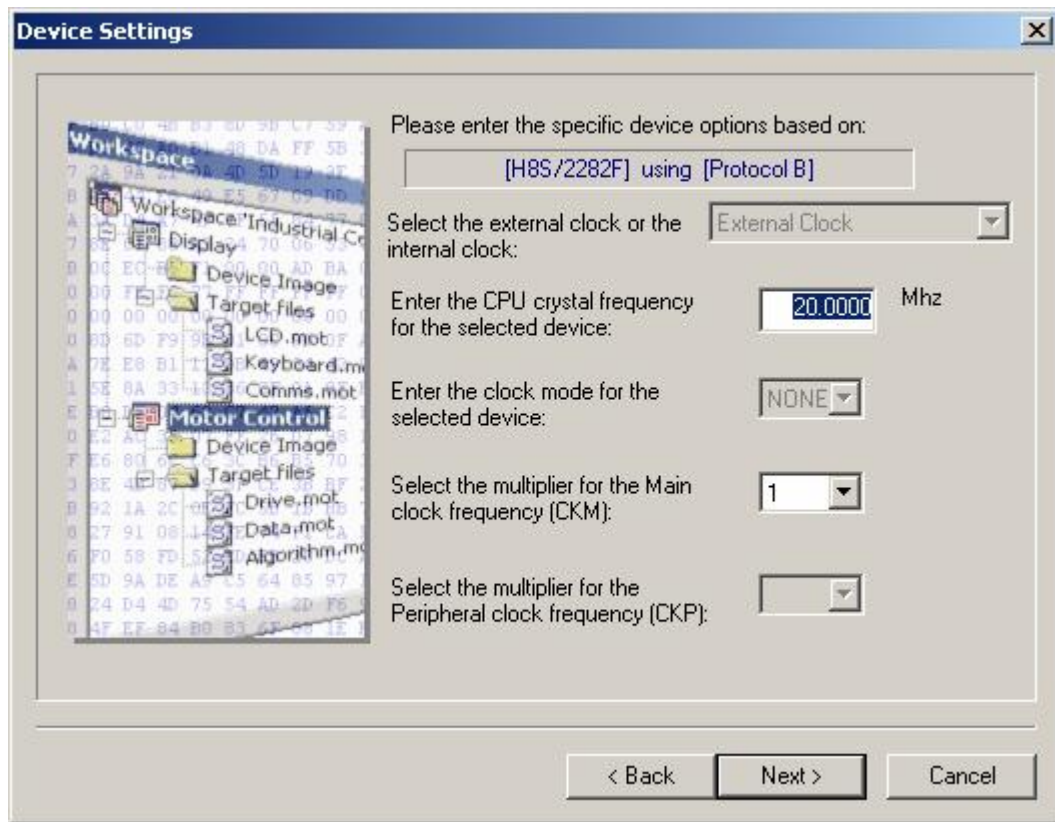 Device Settings
Please enter the specific device options based on:
[H8S/2282F] using [Protocol B]
Select the external clock or the
internal clock:
External Clock
Enter the CPU crystal frequency
for the selected device:
20.0000
Mhz
Enter the clock mode for the
selected device:
NONE
Select the multiplier for the Main
clock frequency (CKM):
1
Select the multiplier for the
Peripheral clock frequency (CKP):
Workspace
Workspace 'Industrial Co
Display
Device Image
Target files
LCD.mot
Keyboard.m
Comms.mot
Motor Control
Device Image
Target files
Drive.mot
Data.mot
Algorithm.mo
< Back
Next >
Cancel